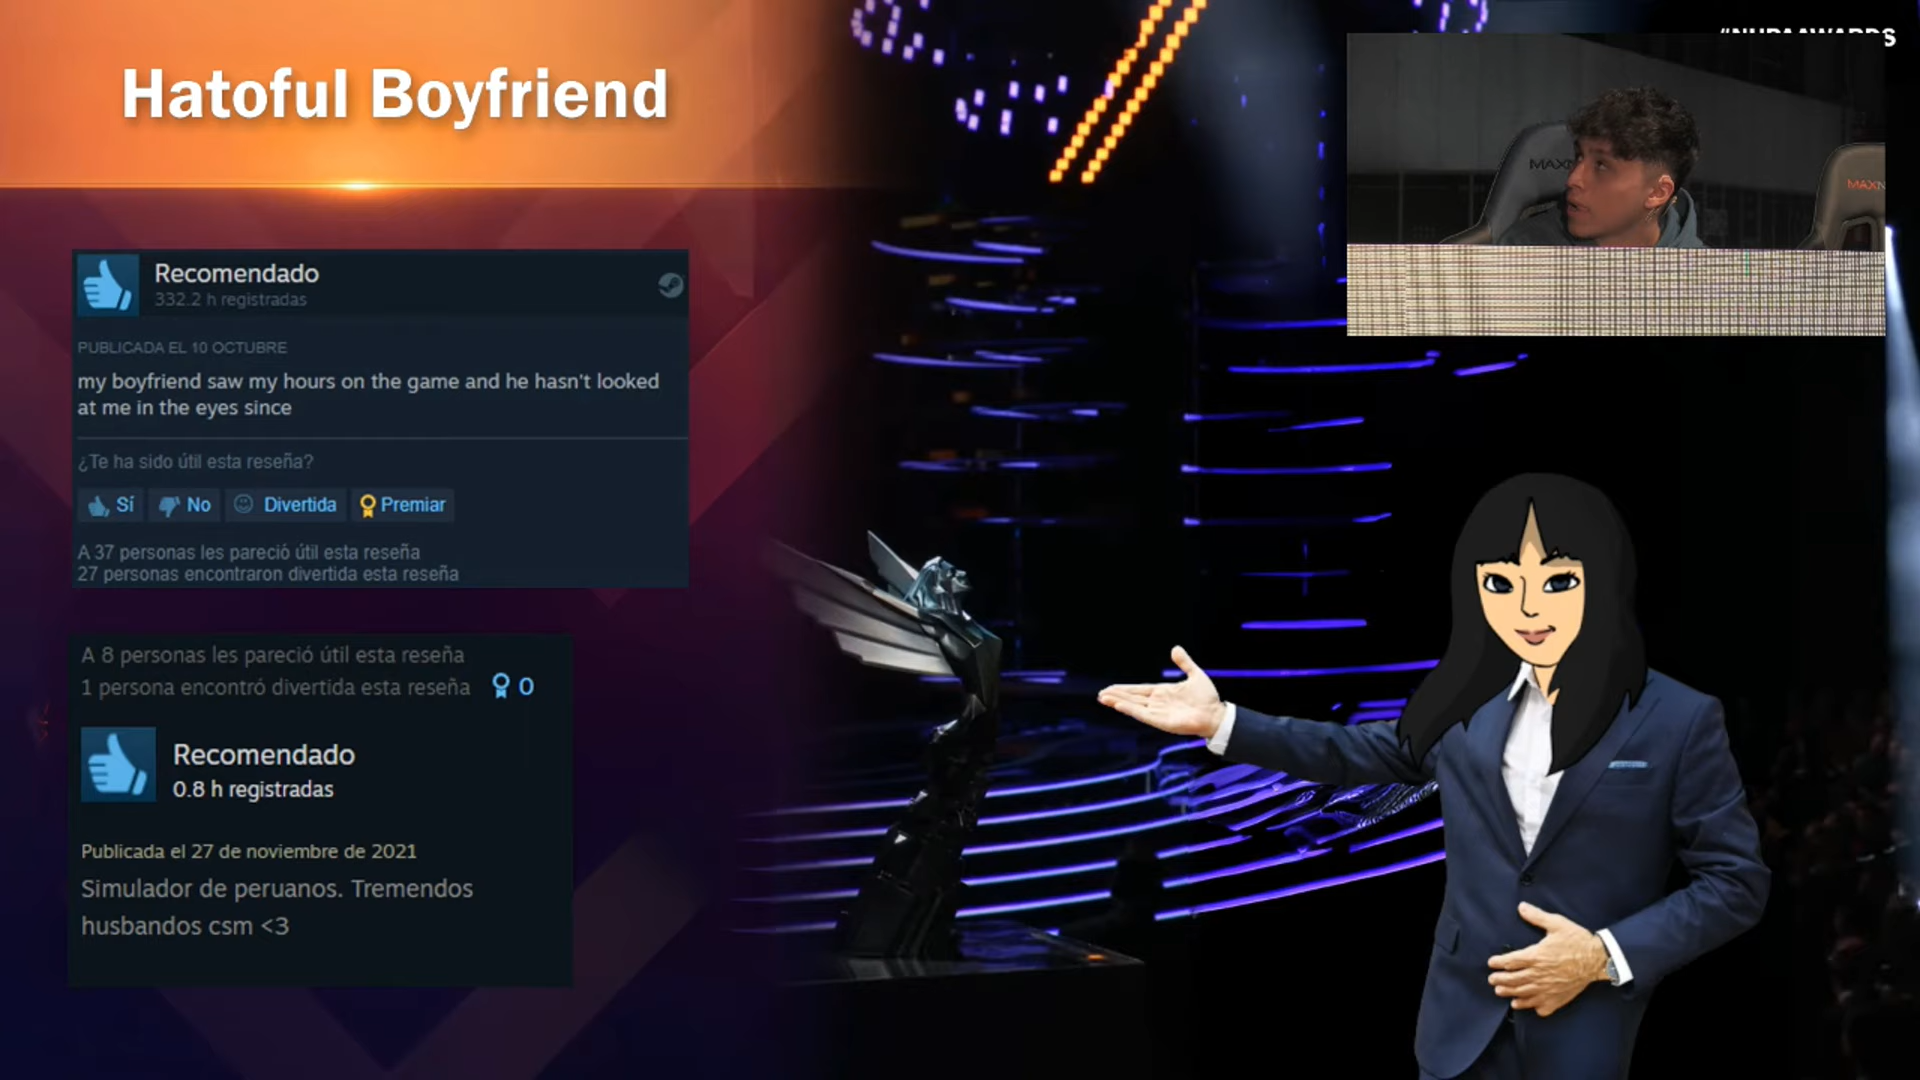 Hatoful Boyfriend
#NURAAWARDS
Recomendado
332.2 h registradas
PUBLICADA EL 10 OCTUBRE
my boyfriend saw my hours on the game and he hasn't looked
at me in the eyes since
¿Te ha sido útil esta reseña?
Sí No Divertida Premiar
A 37 personas les pareció útil esta reseña
27 personas encontraron divertida esta reseña
A 8 personas les pareció útil esta reseña
1 persona encontró divertida esta reseña 0
Recomendado
0.8 h registradas
Publicada el 27 de noviembre de 2021
Simulador de peruanos. Tremendos
husbandos csm <3